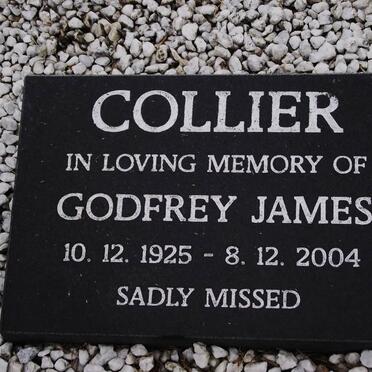 COLLIER
IN LOVING MEMORY OF
GODFREY JAMES
10. 12. 1925 - 8. 12. 2004
SADLY MISSED